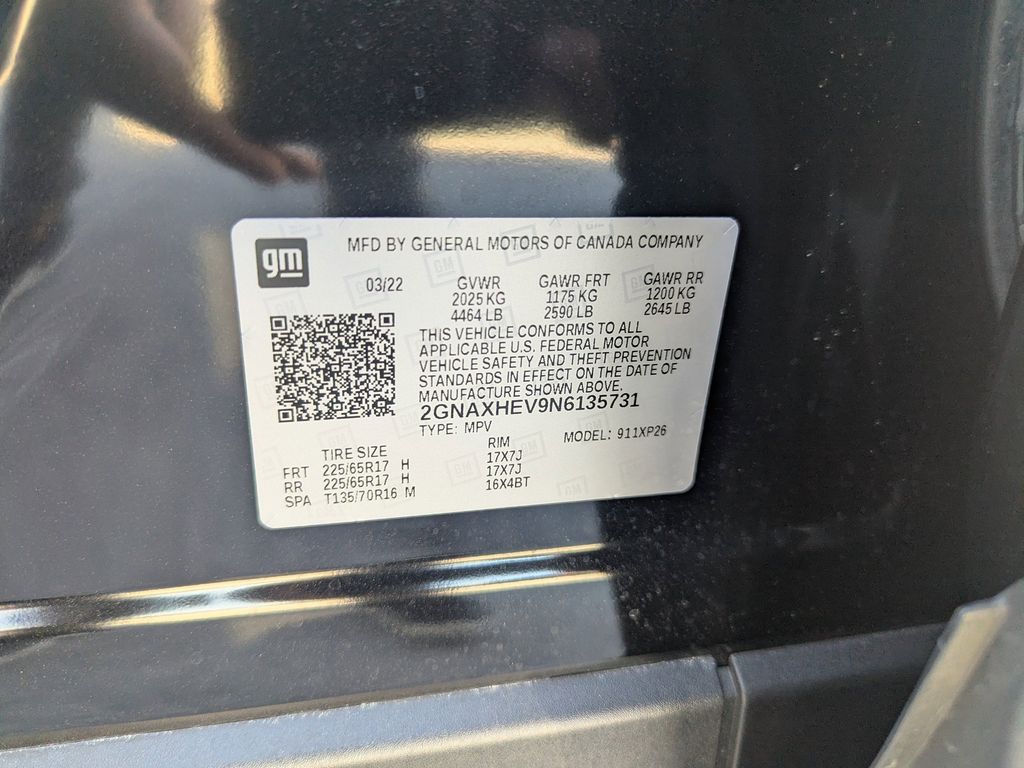 gm
MFD BY GENERAL MOTORS OF CANADA COMPANY
03/22 GVWR GAWR FRT GAWR RR
2025 KG 1175 KG 1200 KG
4464 LB 2590 LB 2645 LB
THIS VEHICLE CONFORMS TO ALL
APPLICABLE U.S. FEDERAL MOTOR
VEHICLE SAFETY AND THEFT PREVENTION
STANDARDS IN EFFECT ON THE DATE OF
MANUFACTURE SHOWN ABOVE.
2GNAXHEV9N6135731
TYPE: MPV MODEL: 911XP26
TIRE SIZE RIM
FRT 225/65R17 H 17X7J
RR 225/65R17 H 17X7J
SPA T135/70R16 M 16X4BT